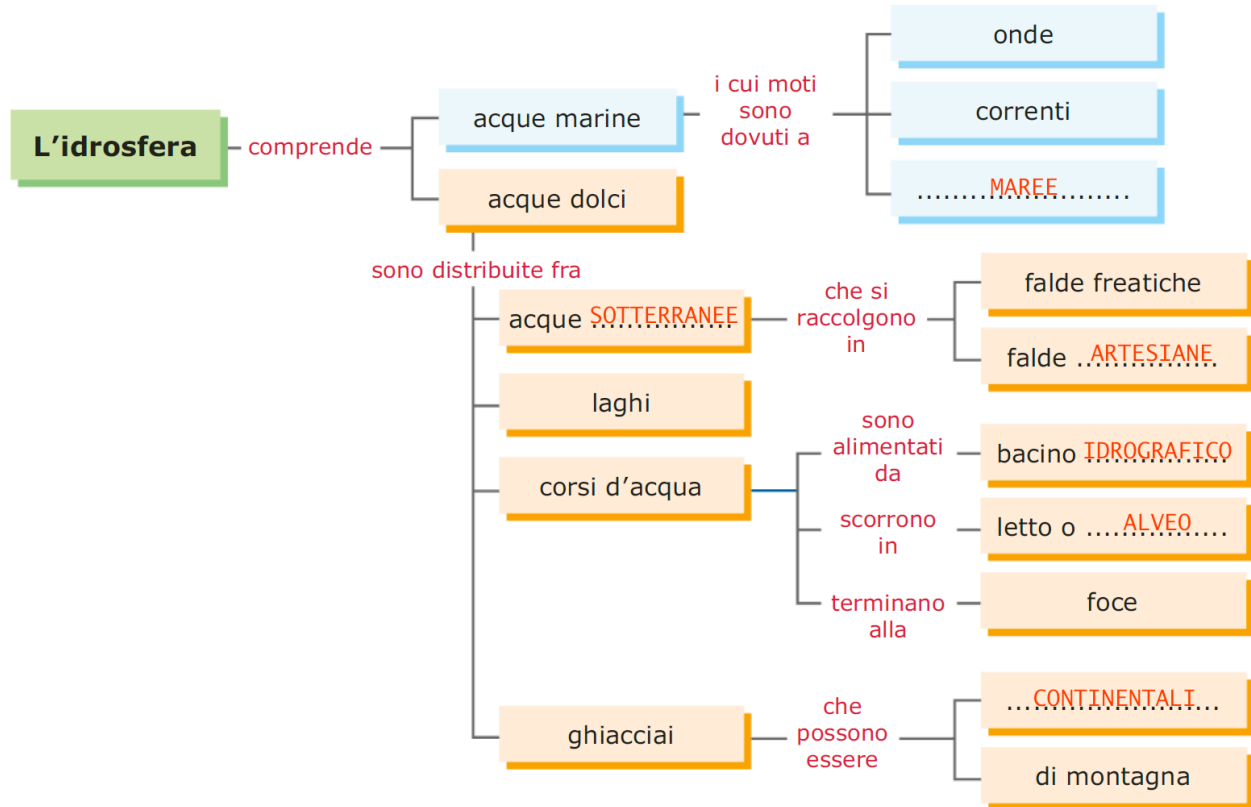 L'idrosfera
comprende
acque marine
i cui moti
sono
dovuti a
onde
correnti
.......MAREE.......
acque dolci
sono distribuite fra
acque SOTTERRANEE
che si
raccolgono
in
falde freatiche
falde ARTESIANE
laghi
corsi d'acqua
sono
alimentati
da
bacino IDROGRAFICO
scorrono
in
letto o ALVEO
terminano
alla
foce
ghiacciai
che
possono
essere
CONTINENTALI
di montagna